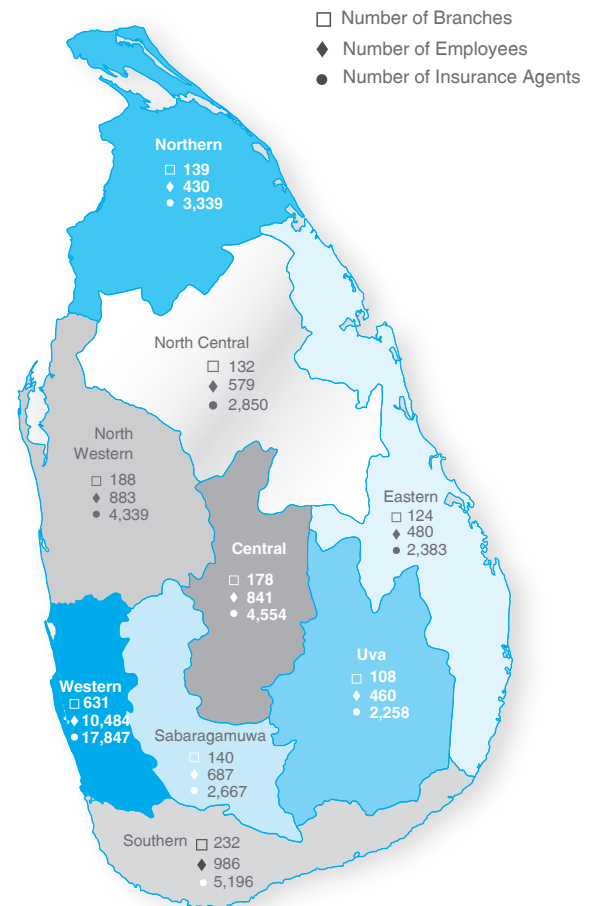 Number of Branches
Number of Employees
Number of Insurance Agents
Northern
139
430
3,339
North Central
132
579
2,850
North
Western
188
883
4,339
Eastern
124
480
2,383
Central
178
841
4,554
Uva
108
460
2,258
Western
631
10,484
17,847
Sabaragamuwa
140
687
2,667
Southern
232
986
5,196